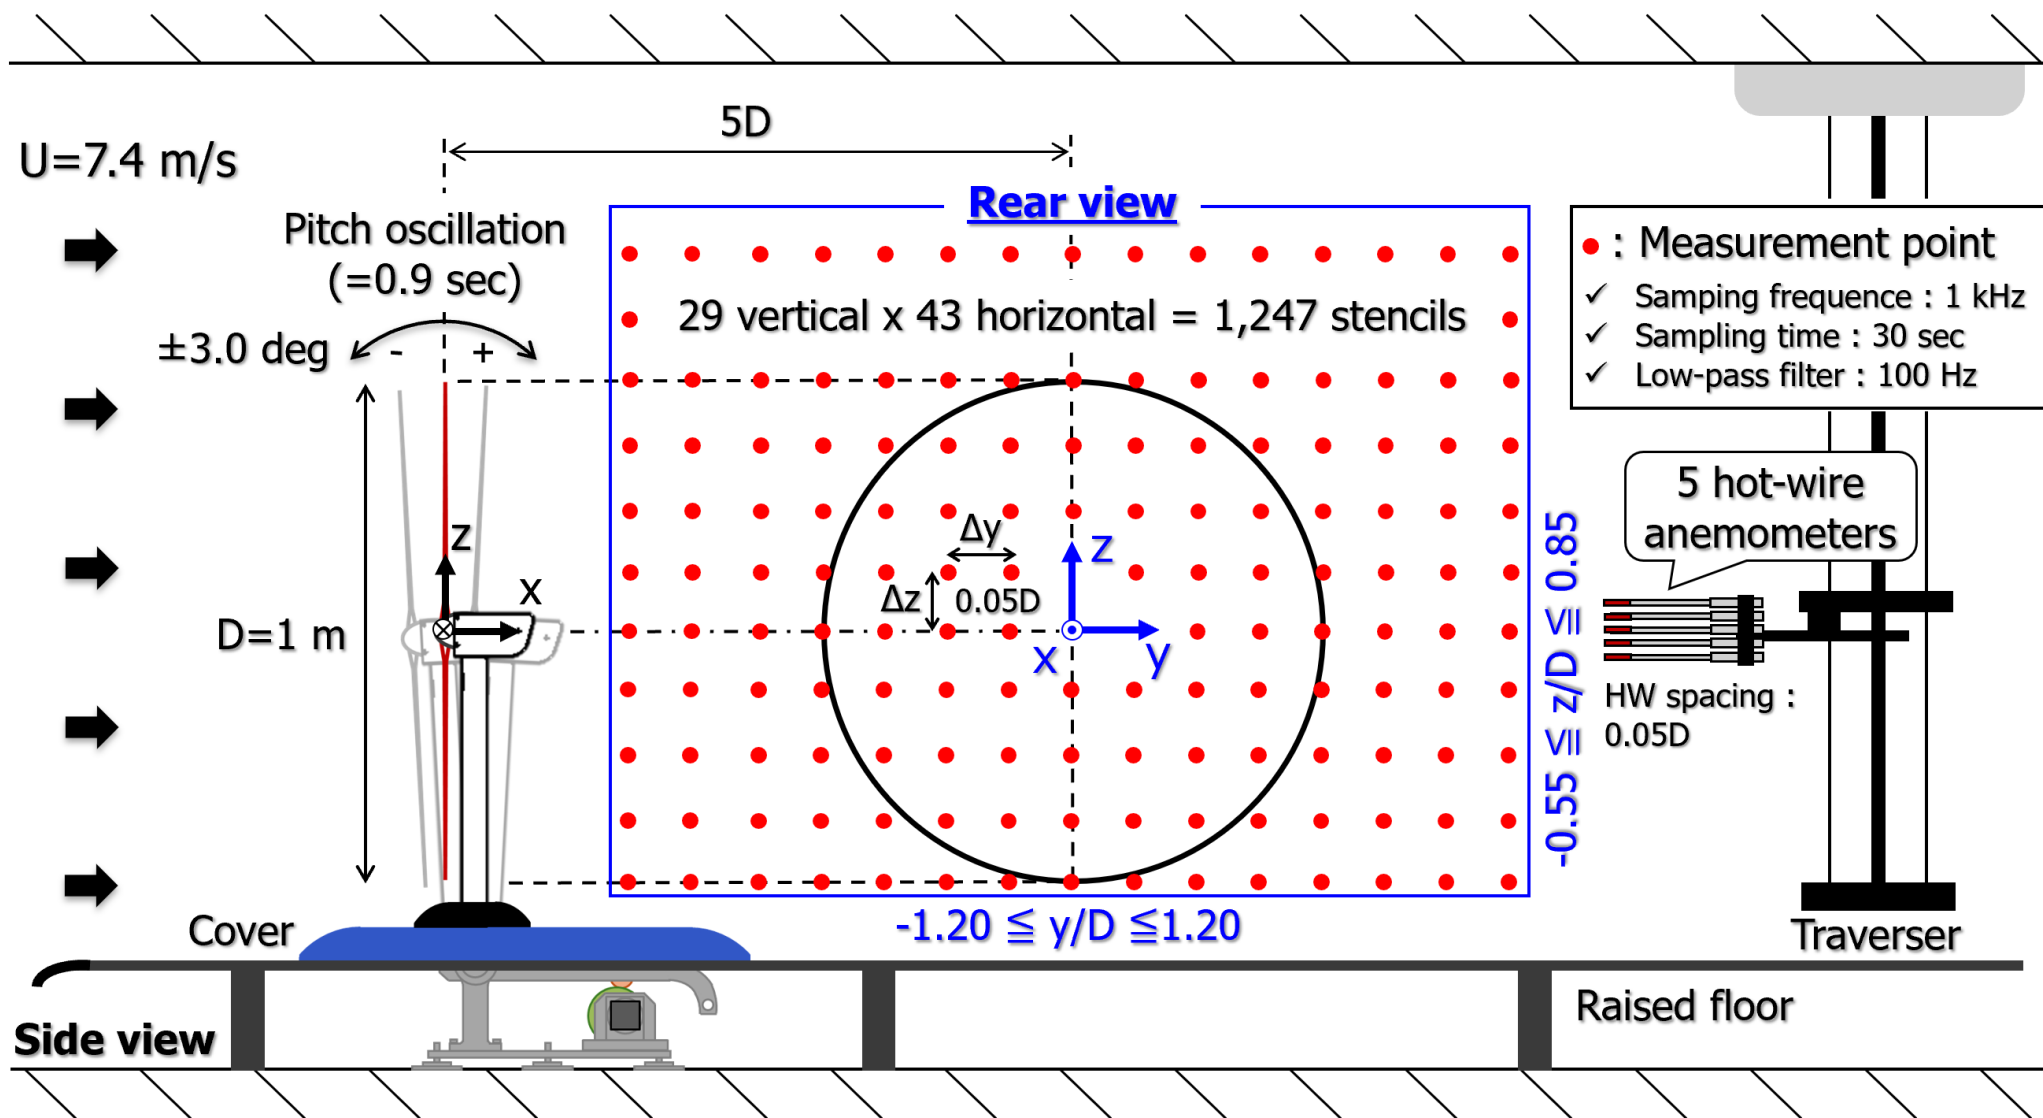 5D
U=7.4 m/s
Rear view
Pitch oscillation
(=0.9 sec)
±3.0 deg
- +
: Measurement point
✓ Samping frequence : 1 kHz
✓ Sampling time : 30 sec
✓ Low-pass filter : 100 Hz
29 vertical x 43 horizontal = 1,247 stencils
5 hot-wire
anemometers
z
x
D=1 m
Δy
Δz
0.05D
z
x
y
-0.55 ≦ z/D ≦ 0.85
HW spacing :
0.05D
-1.20 ≦ y/D ≦1.20
Cover
Traverser
Raised floor
Side view